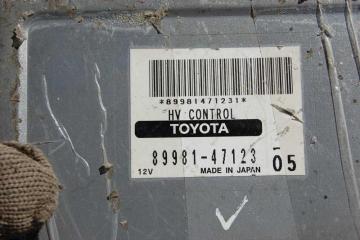 *89981471231*
HV CONTROL
TOYOTA
89981-47123 05
12V MADE IN JAPAN